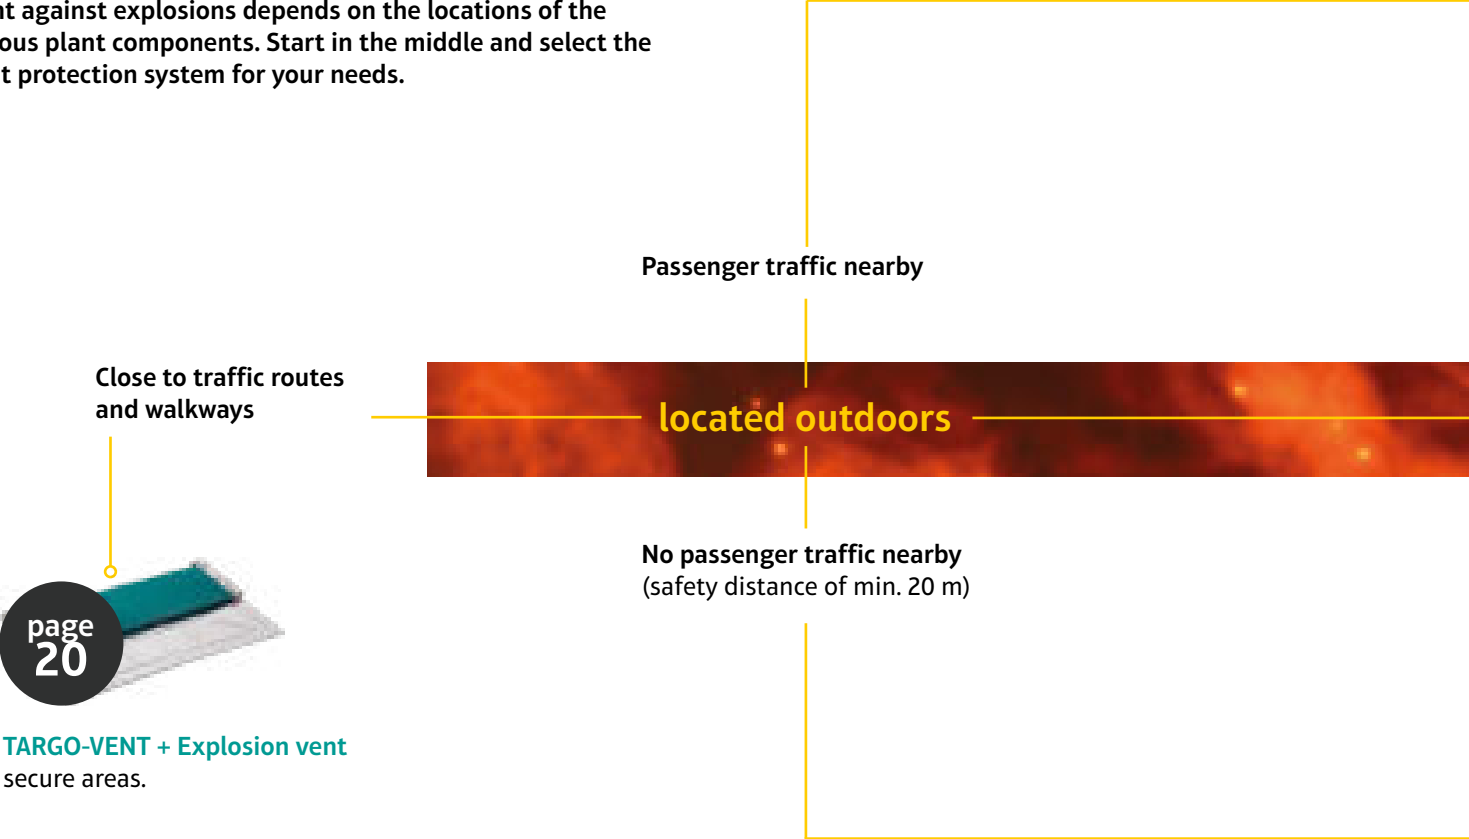 nt against explosions depends on the locations of the
ous plant components. Start in the middle and select the
t protection system for your needs.
Passenger traffic nearby
Close to traffic routes
and walkways
located outdoors
No passenger traffic nearby
(safety distance of min. 20 m)
page
20
TARGO-VENT + Explosion vent
secure areas.